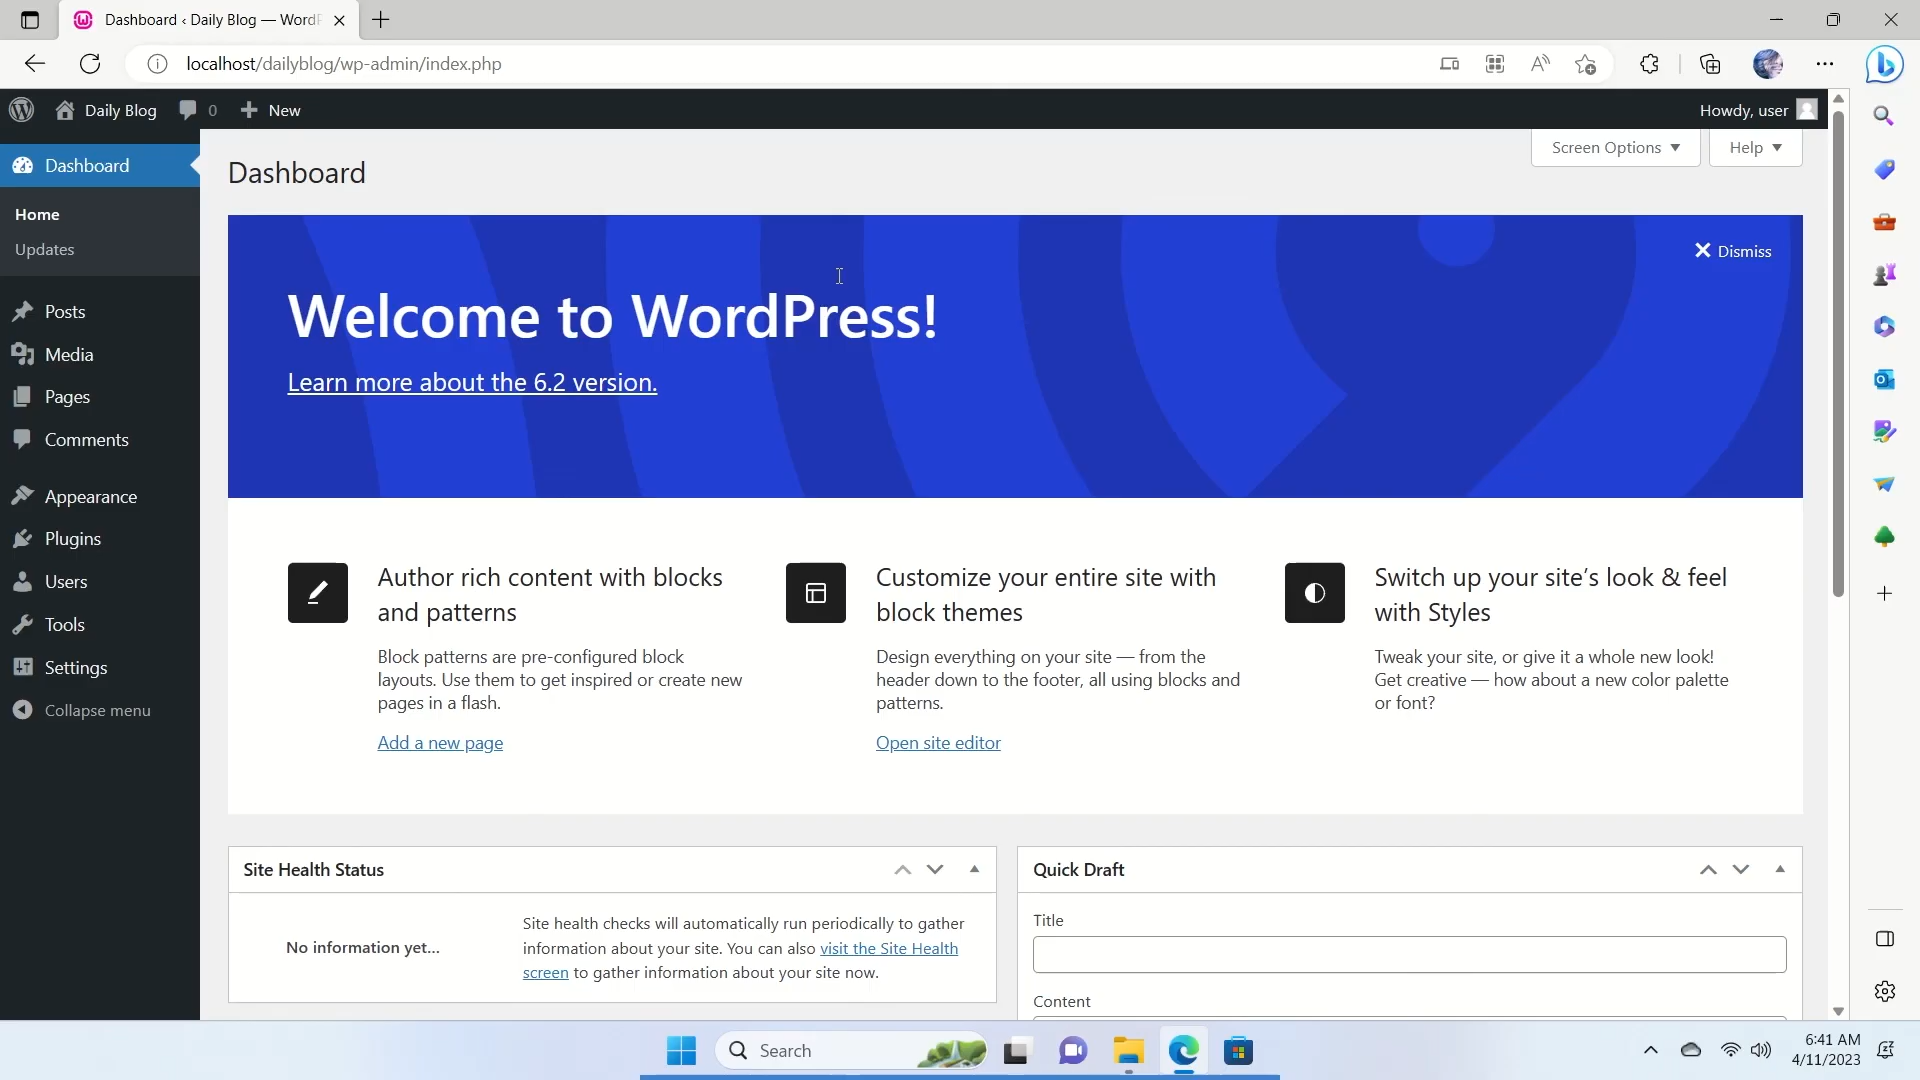 Dashboard ‹ Daily Blog — WordP
localhost/dailyblog/wp-admin/index.php
Daily Blog
0
New
Howdy, user
Dashboard
Home
Updates
Posts
Media
Pages
Comments
Appearance
Plugins
Users
Tools
Settings
Collapse menu
Screen Options
Help
Dashboard
Dismiss
Welcome to WordPress!
Learn more about the 6.2 version.
Author rich content with blocks
and patterns
Block patterns are pre-configured block
layouts. Use them to get inspired or create new
pages in a flash.
Add a new page
Customize your entire site with
block themes
Design everything on your site — from the
header down to the footer, all using blocks and
patterns.
Open site editor
Switch up your site’s look & feel
with Styles
Tweak your site, or give it a whole new look!
Get creative — how about a new color palette
or font?
Site Health Status
No information yet...
Site health checks will automatically run periodically to gather
information about your site. You can also visit the Site Health
screen to gather information about your site now.
Quick Draft
Title
Content
Search
6:41 AM
4/11/2023